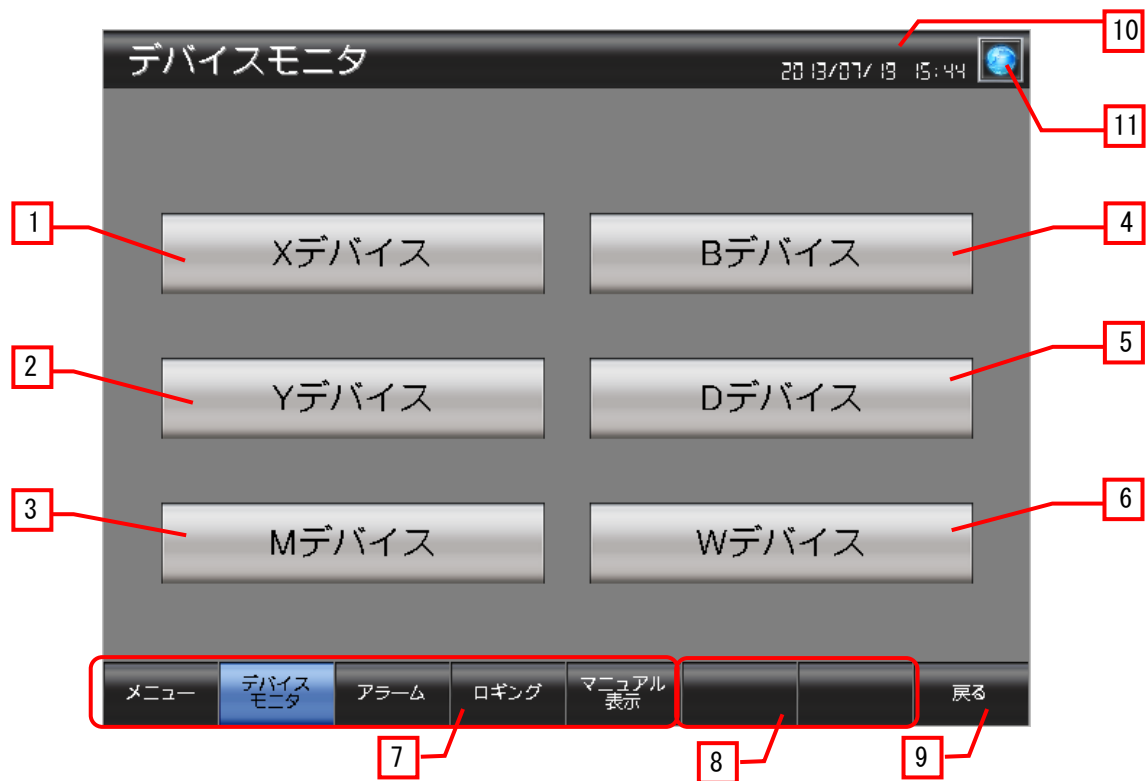 10
デバイスモニタ
2013/07/19 15:44
11
1
Xデバイス
Bデバイス
4
2
Yデバイス
Dデバイス
5
3
Mデバイス
Wデバイス
6
メニュー
デバイス
モニタ
アラーム
ロギング
マニュアル
表示
戻る
7
8
9